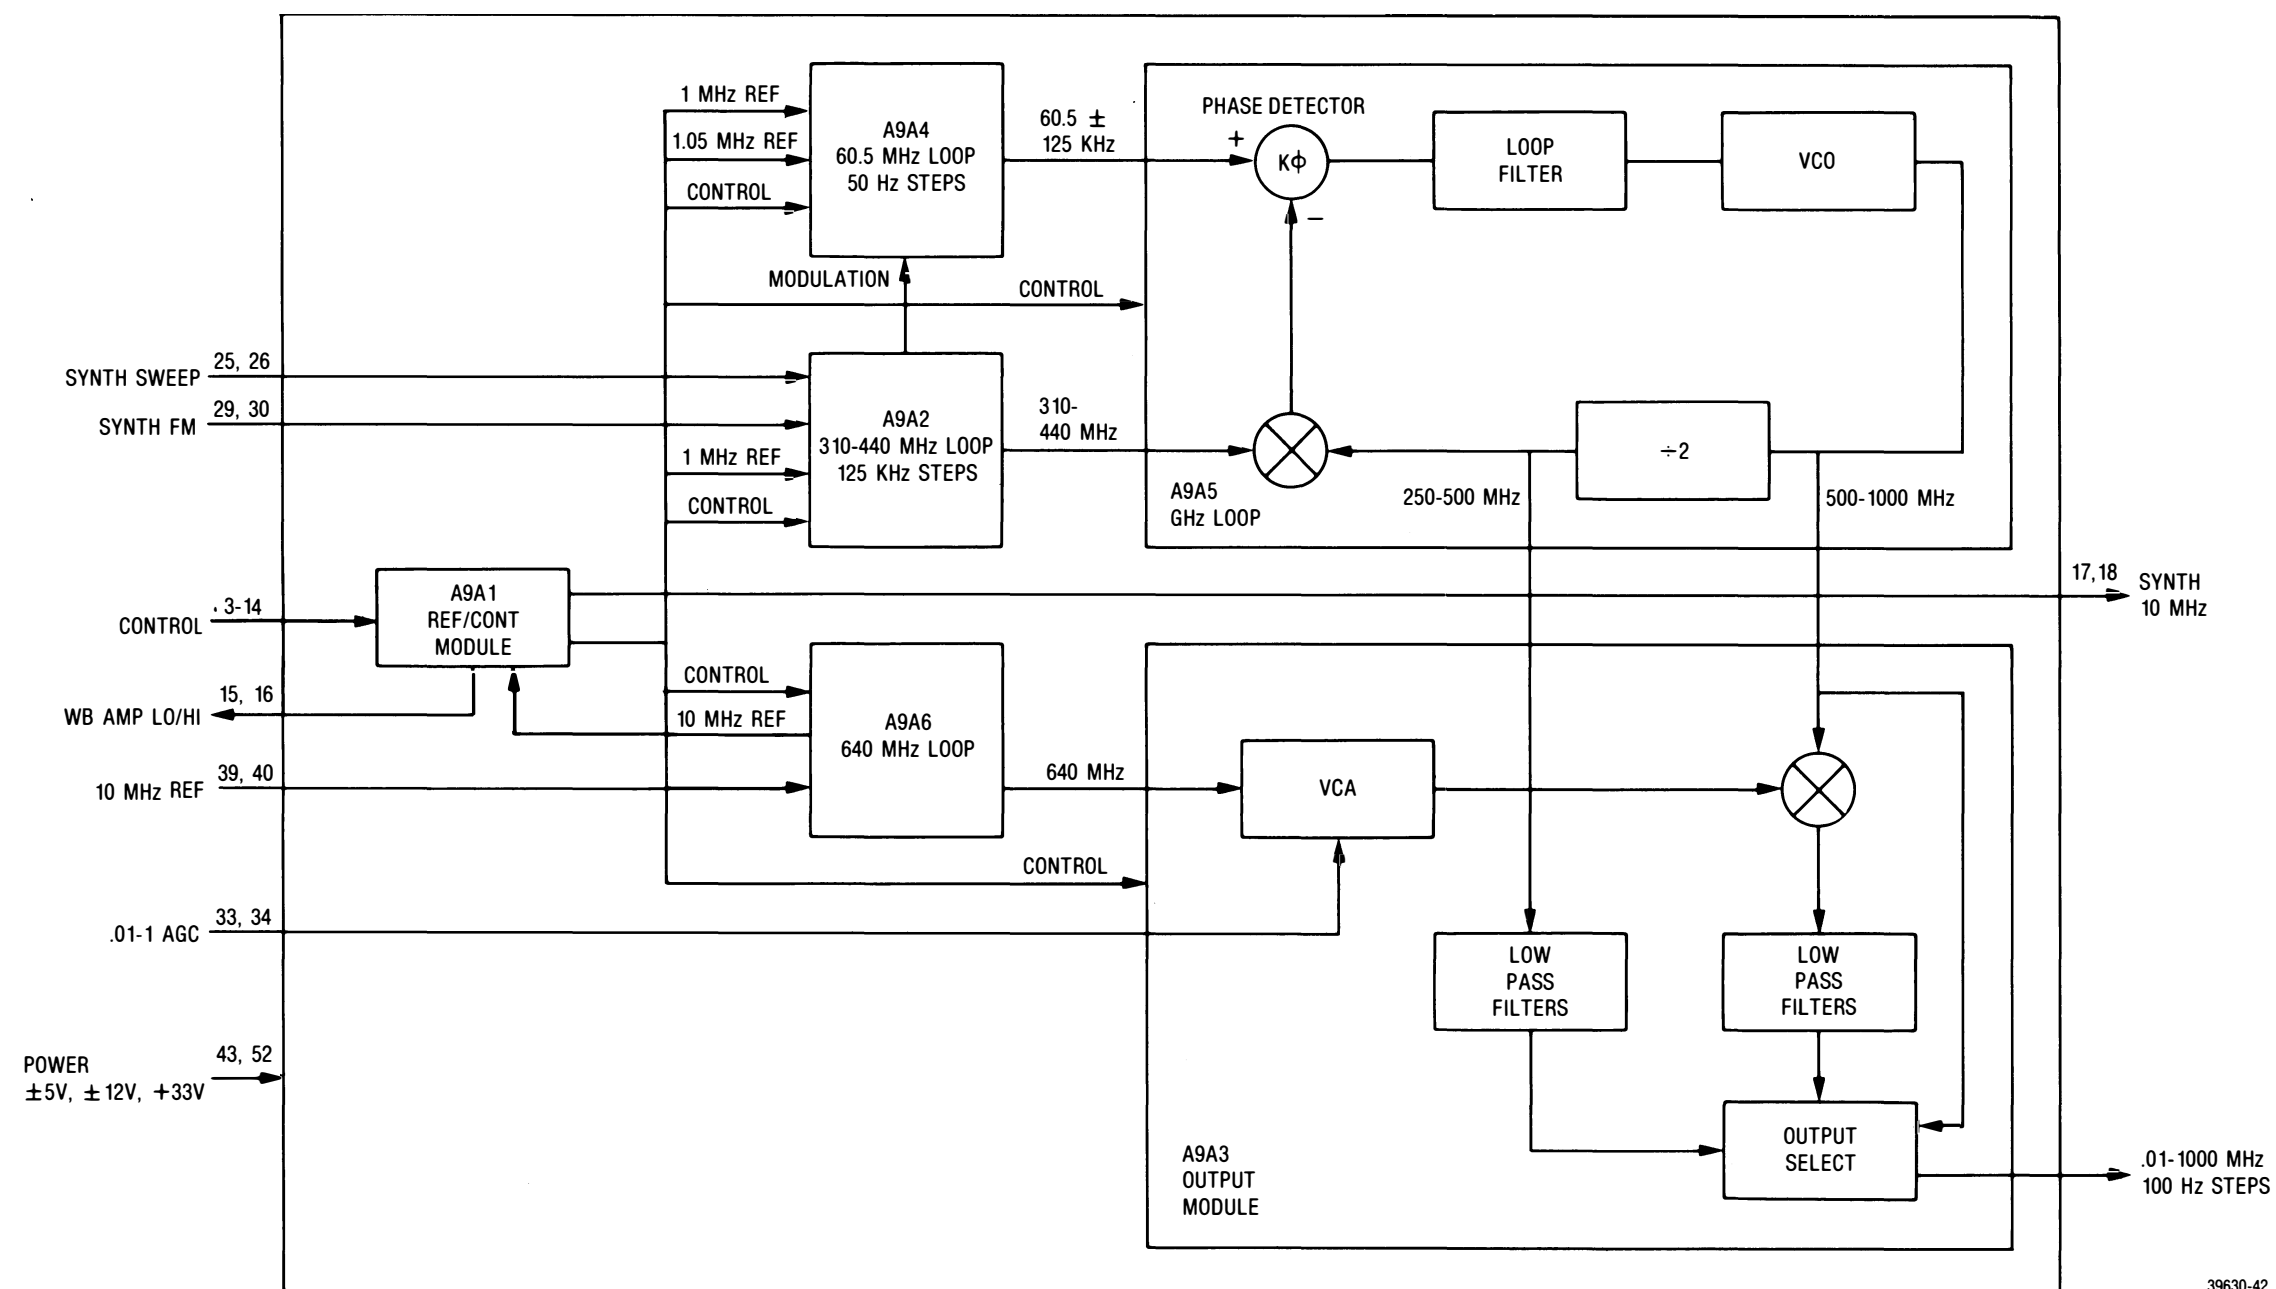 1 MHz REF
1.05 MHz REF
CONTROL
A9A4
60.5 MHz LOOP
50 Hz STEPS
60.5 ±
125 KHz
PHASE DETECTOR
+
Kϕ
−
LOOP
FILTER
VCO
MODULATION
CONTROL
SYNTH SWEEP
25, 26
SYNTH FM
29, 30
1 MHz REF
CONTROL
A9A2
310-440 MHz LOOP
125 KHz STEPS
310-
440 MHz
÷2
A9A5
GHz LOOP
250-500 MHz
500-1000 MHz
CONTROL
3-14
A9A1
REF/CONT
MODULE
17,18
SYNTH
10 MHz
WB AMP LO/HI
15, 16
CONTROL
10 MHz REF
A9A6
640 MHz LOOP
10 MHz REF
39, 40
640 MHz
VCA
CONTROL
.01-1 AGC
33, 34
LOW
PASS
FILTERS
LOW
PASS
FILTERS
POWER
±5V, ±12V, +33V
43, 52
A9A3
OUTPUT
MODULE
OUTPUT
SELECT
.01-1000 MHz
100 Hz STEPS
39630-42